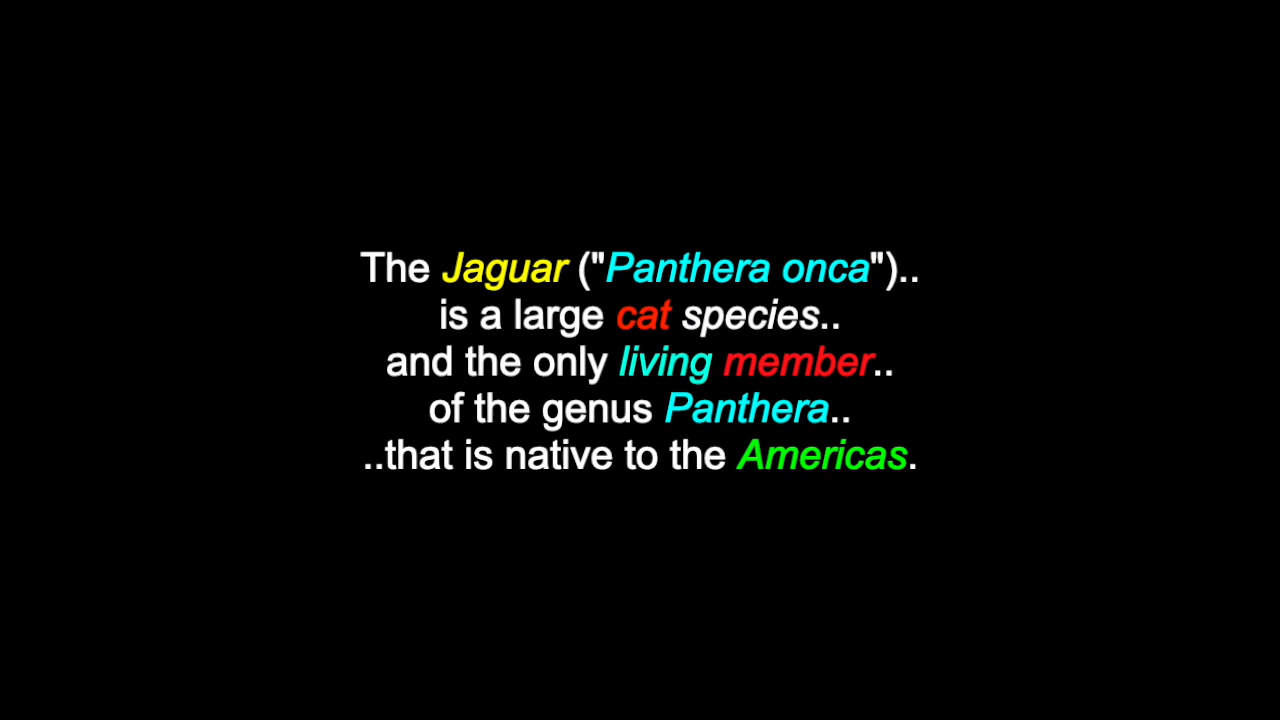 The Jaguar ("Panthera onca")..
is a large cat species..
and the only living member..
of the genus Panthera..
..that is native to the Americas.